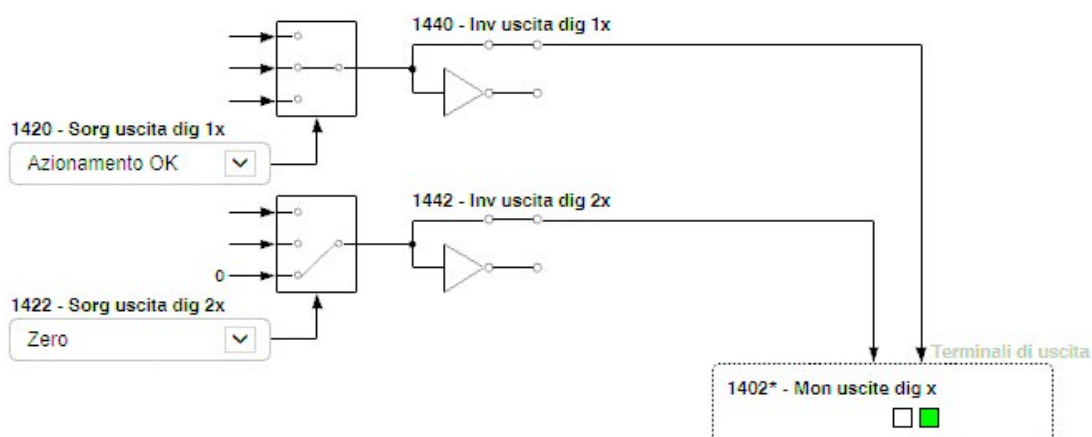 1440 - Inv uscita dig 1x
1420 - Sorg uscita dig 1x
Azionamento OK
1442 - Inv uscita dig 2x
0
1422 - Sorg uscita dig 2x
Zero
Terminali di uscita
1402* - Mon uscite dig x